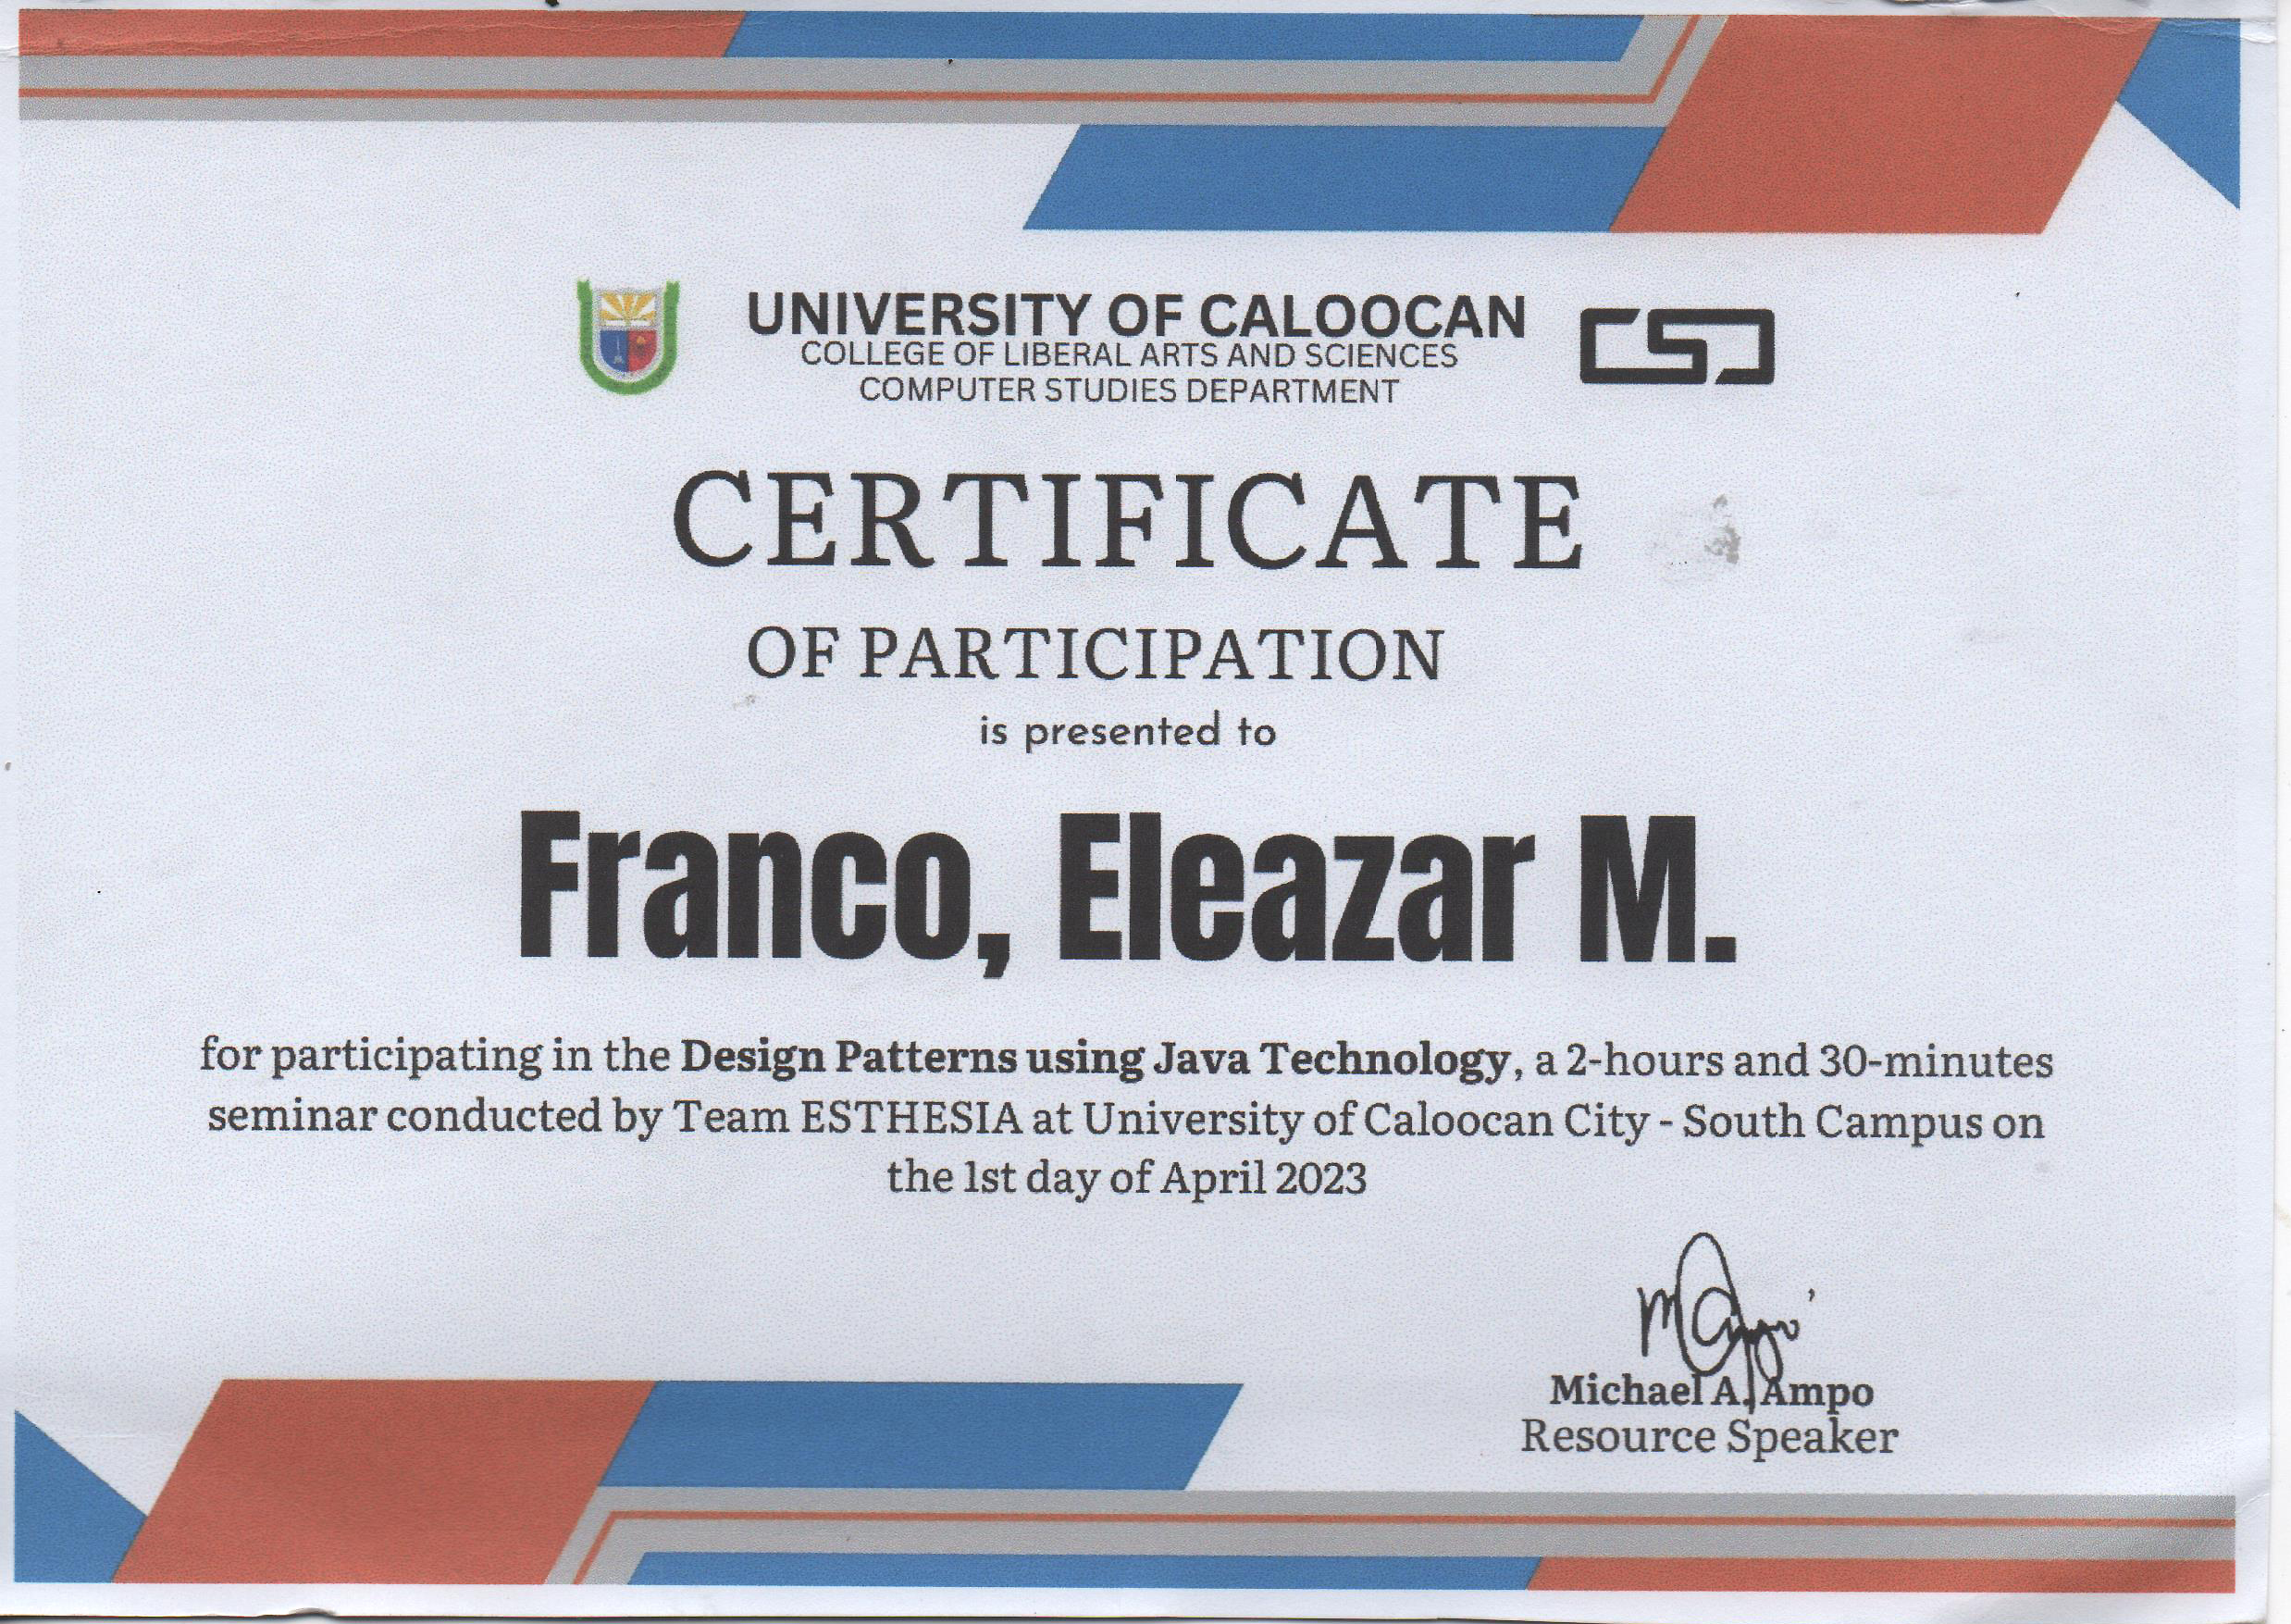 UNIVERSITY OF CALOOCAN
COLLEGE OF LIBERAL ARTS AND SCIENCES
COMPUTER STUDIES DEPARTMENT
CSD
CERTIFICATE
OF PARTICIPATION
is presented to
Franco, Eleazar M.
for participating in the Design Patterns using Java Technology, a 2-hours and 30-minutes
seminar conducted by Team ESTHESIA at University of Caloocan City - South Campus on
the 1st day of April 2023
Michael A. Ampo
Resource Speaker